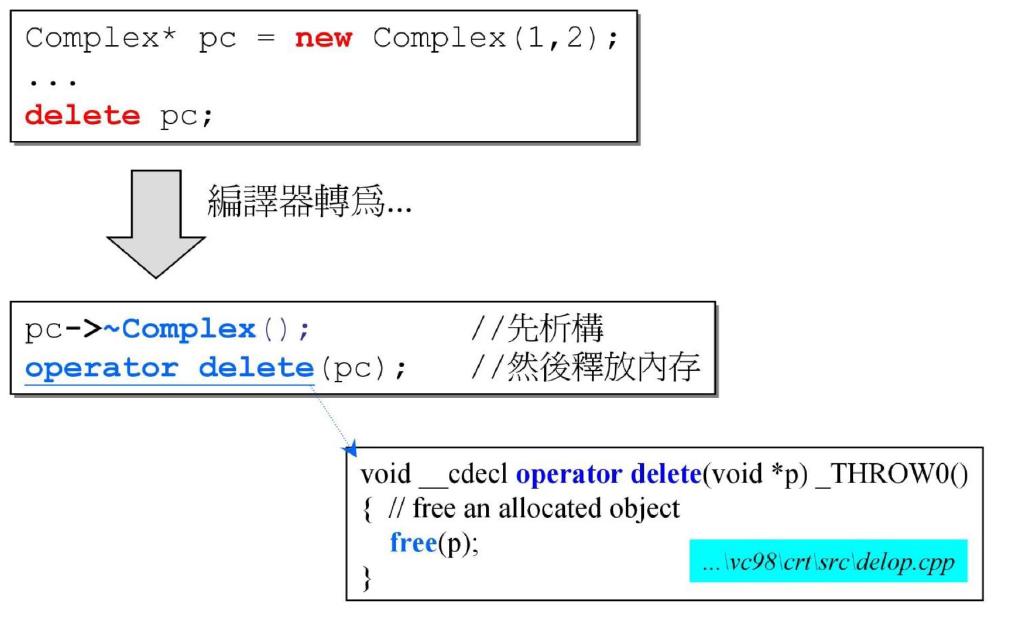 Complex* pc = new Complex(1,2);
...
delete pc;
編譯器轉為...
pc->~Complex(); //先析構
operator delete(pc); //然後釋放內存
void __cdecl operator delete(void *p) _THROW0()
{ // free an allocated object
free(p);
}
...\vc98\crt\src\delop.cpp